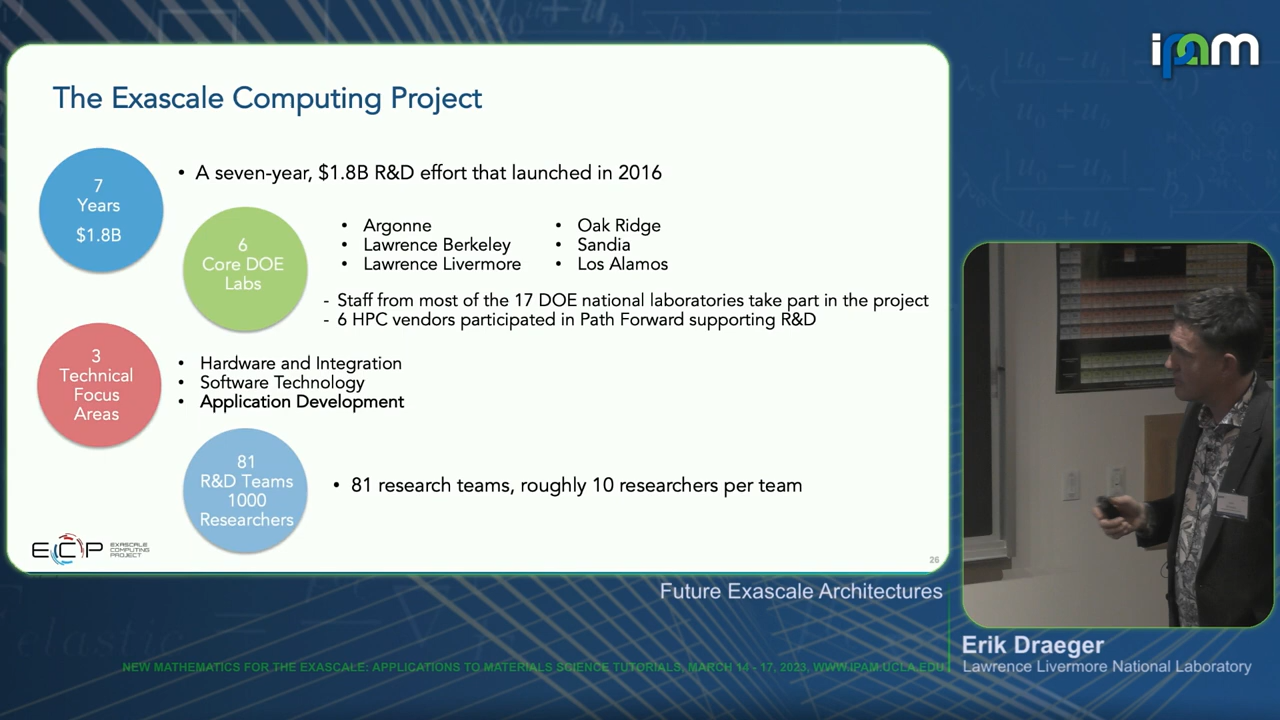 ipam
The Exascale Computing Project
7
Years
$1.8B
• A seven-year, $1.8B R&D effort that launched in 2016
6
Core DOE
Labs
• Argonne
• Lawrence Berkeley
• Lawrence Livermore
• Oak Ridge
• Sandia
• Los Alamos
- Staff from most of the 17 DOE national laboratories take part in the project
- 6 HPC vendors participated in Path Forward supporting R&D
3
Technical
Focus
Areas
• Hardware and Integration
• Software Technology
• Application Development
81
R&D Teams
1000
Researchers
• 81 research teams, roughly 10 researchers per team
ECP
EXASCALE
COMPUTING
PROJECT
26
Future Exascale Architectures
Erik Draeger
Lawrence Livermore National Laboratory
NEW MATHEMATICS FOR THE EXASCALE: APPLICATIONS TO MATERIALS SCIENCE TUTORIALS, MARCH 14 - 17, 2023, WWW.IPAM.UCLA.EDU
elastic